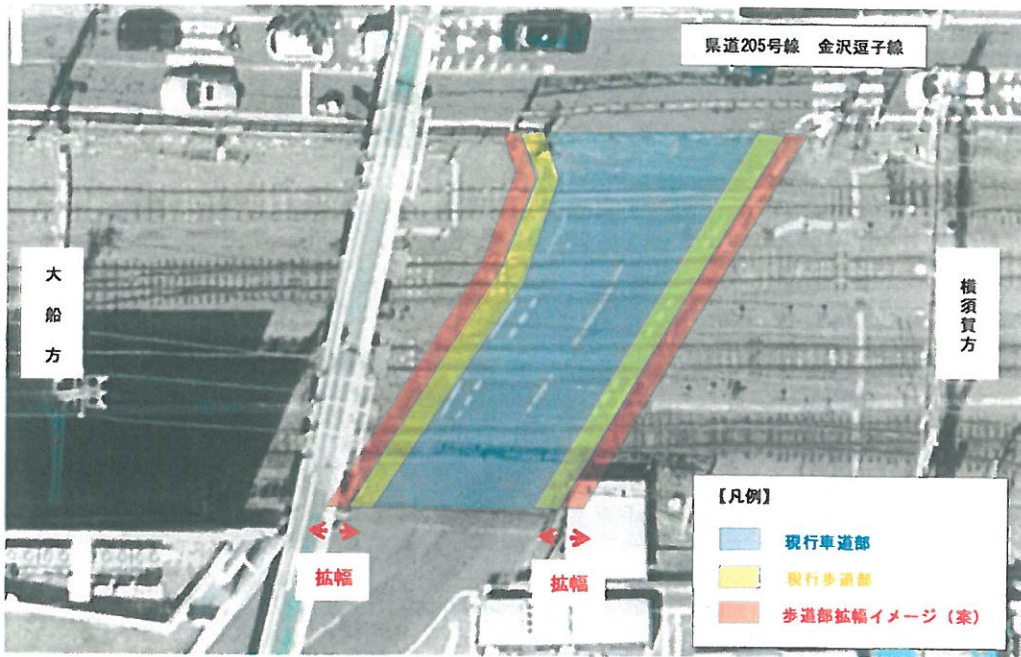 県道205号線 金沢逗子線
大船方
横須賀方
拡幅
拡幅
【凡例】
現行車道部
現行歩道部
歩道部拡幅イメージ（案）